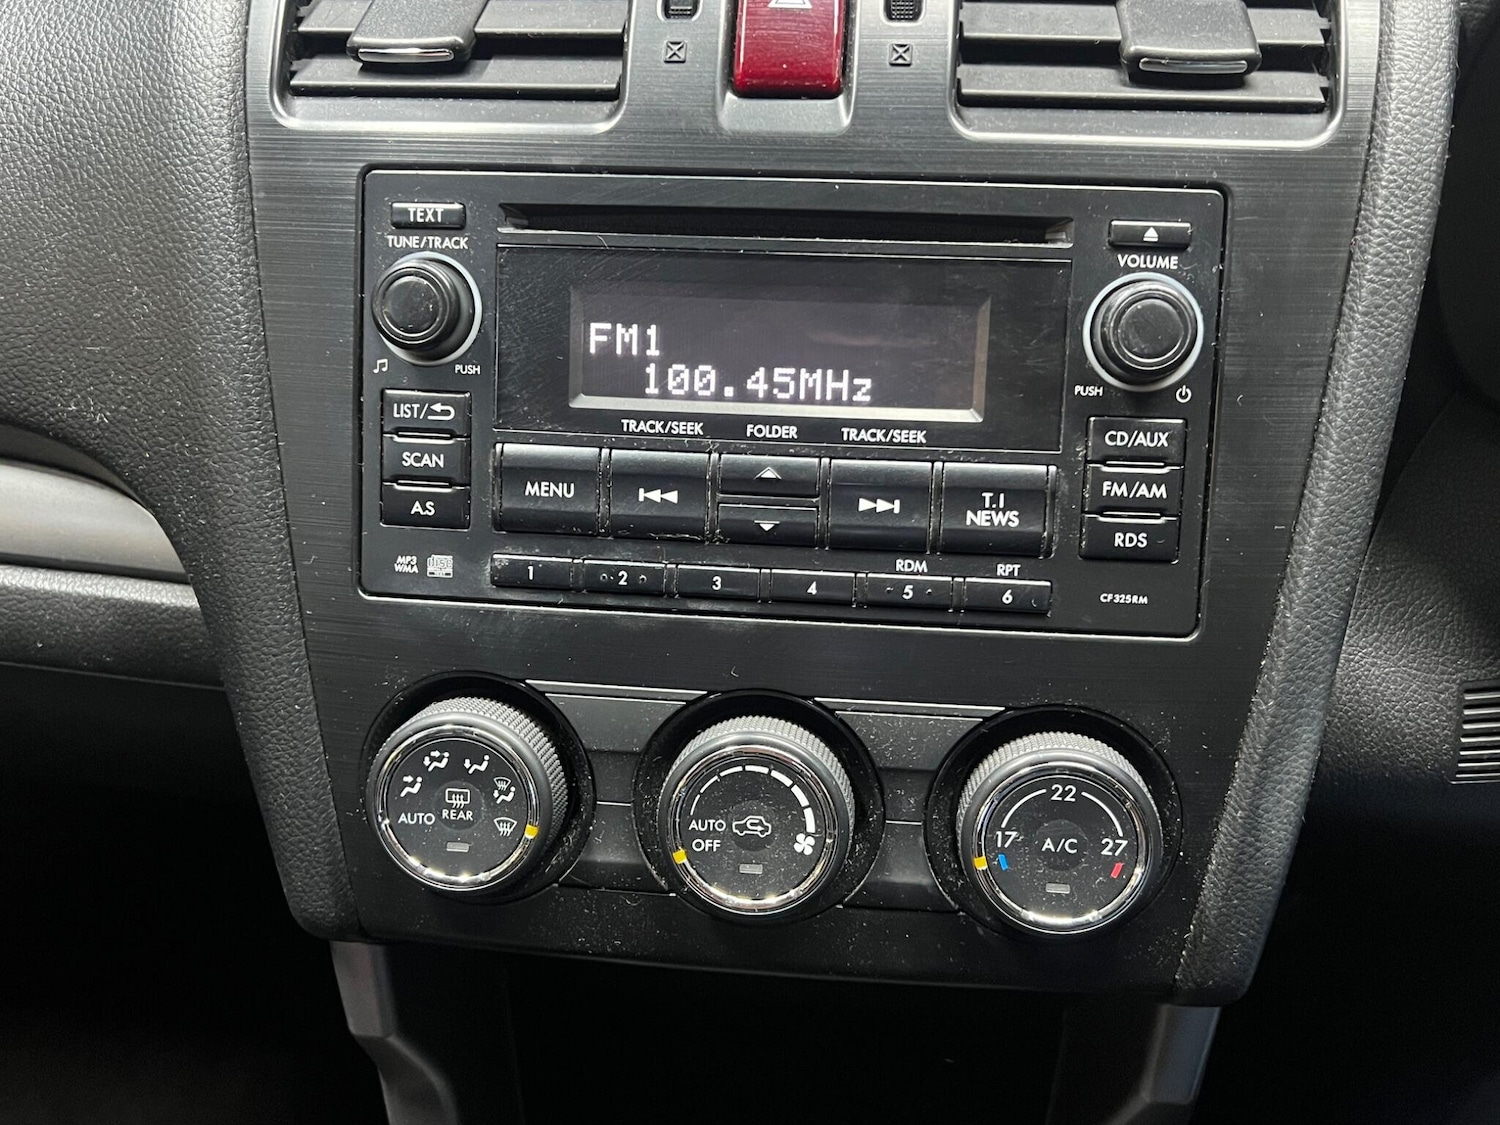 TEXT
TUNE/TRACK
VOLUME
FM1
100.45MHz
PUSH
PUSH
LIST/
SCAN
A.S
TRACK/SEEK FOLDER TRACK/SEEK
MENU
T.I
NEWS
CD/AUX
FM/AM
RDS
MP3
WMA
RDM RPT
1 2 3 4 5 6
CF325RM
AUTO
REAR
AUTO
OFF
22
17 A/C 27